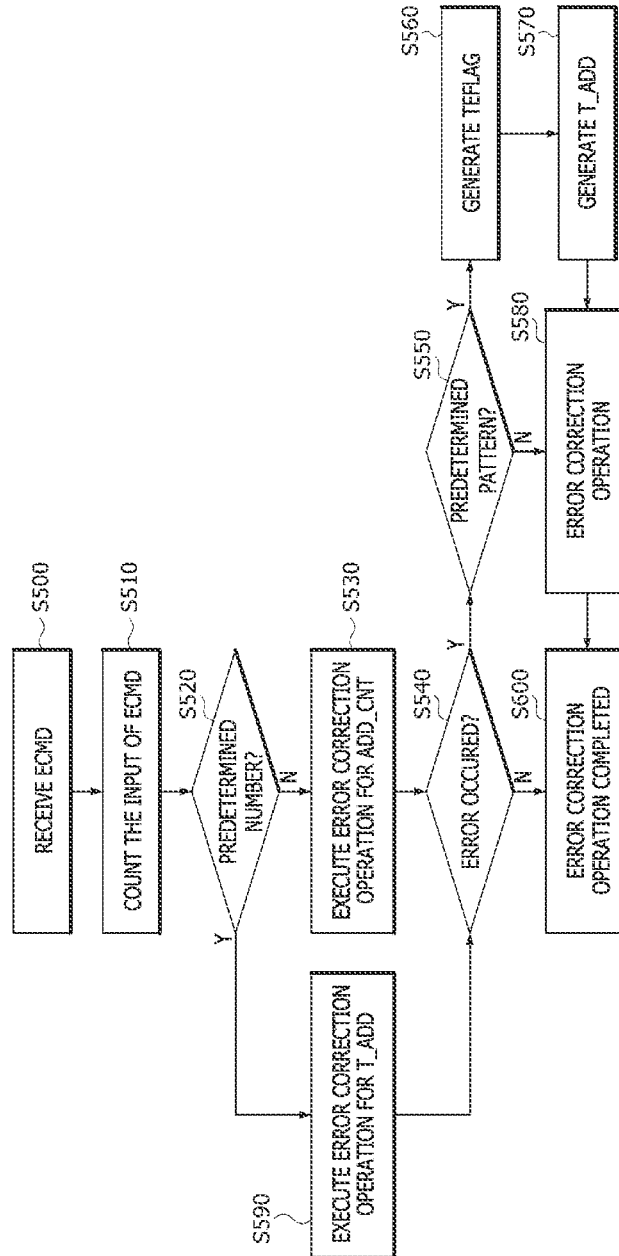 S500
RECEIVE ECMD
S510
COUNT THE INPUT OF ECMD
S520
PREDETERMINED
NUMBER?
Y
N
S530
EXECUTE ERROR CORRECTION
OPERATION FOR ADD_CNT
S590
EXECUTE ERROR CORRECTION
OPERATION FOR T_ADD
S540
ERROR OCCURED?
Y
N
S550
PREDETERMINED
PATTERN?
Y
N
S560
GENERATE TEFLAG
S570
GENERATE T_ADD
S580
ERROR CORRECTION
OPERATION
S600
ERROR CORRECTION
OPERATION COMPLETED